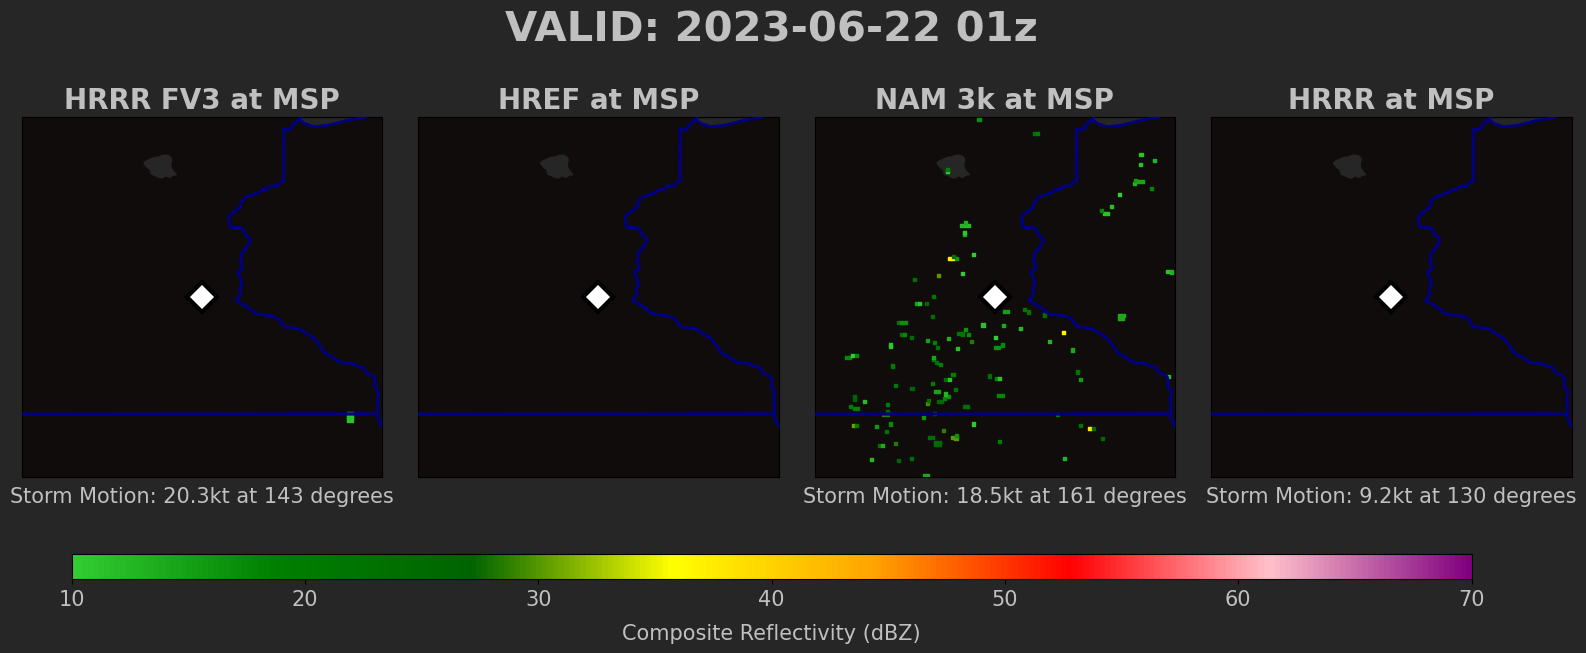 VALID: 2023-06-22 01z
HRRR FV3 at MSP
HREF at MSP
NAM 3k at MSP
HRRR at MSP
Storm Motion: 20.3kt at 143 degrees
Storm Motion: 18.5kt at 161 degrees
Storm Motion: 9.2kt at 130 degrees
10 20 30 40 50 60 70
Composite Reflectivity (dBZ)